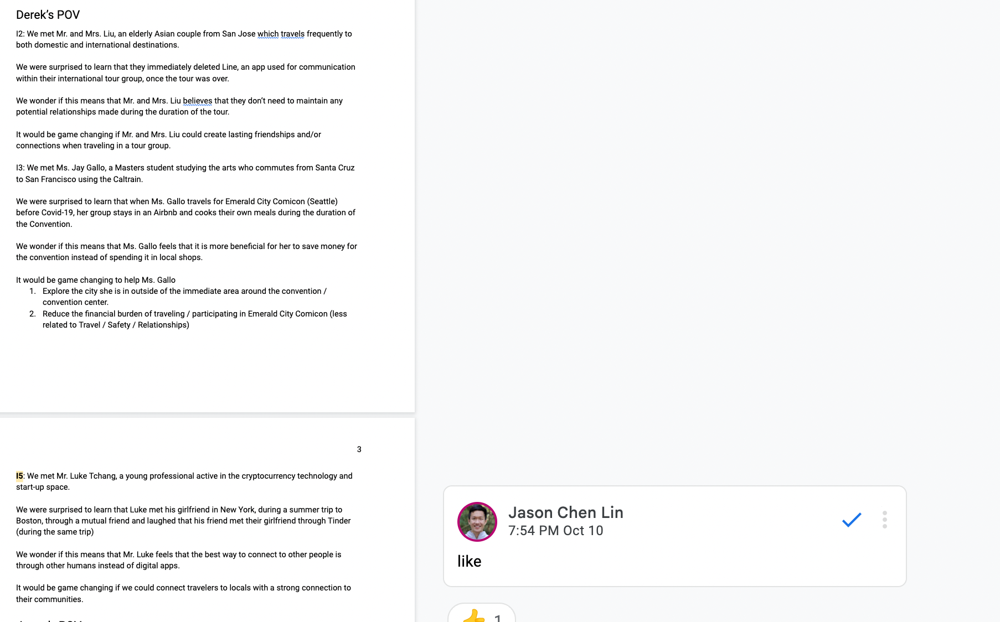 Derek’s POV
I2: We met Mr. and Mrs. Liu, an elderly Asian couple from San Jose which travels frequently to
both domestic and international destinations.
We were surprised to learn that they immediately deleted Line, an app used for communication
within their international tour group, once the tour was over.
We wonder if this means that Mr. and Mrs. Liu believes that they don’t need to maintain any
potential relationships made during the duration of the tour.
It would be game changing if Mr. and Mrs. Liu could create lasting friendships and/or
connections when traveling in a tour group.
I3: We met Ms. Jay Gallo, a Masters student studying the arts who commutes from Santa Cruz
to San Francisco using the Caltrain.
We were surprised to learn that when Ms. Gallo travels for Emerald City Comicon (Seattle)
before Covid-19, her group stays in an Airbnb and cooks their own meals during the duration of
the Convention.
We wonder if this means that Ms. Gallo feels that it is more beneficial for her to save money for
the convention instead of spending it in local shops.
It would be game changing to help Ms. Gallo
1. Explore the city she is in outside of the immediate area around the convention /
convention center.
2. Reduce the financial burden of traveling / participating in Emerald City Comicon (less
related to Travel / Safety / Relationships)
3
I5: We met Mr. Luke Tchang, a young professional active in the cryptocurrency technology and
start-up space.
We were surprised to learn that Luke met his girlfriend in New York, during a summer trip to
Boston, through a mutual friend and laughed that his friend met their girlfriend through Tinder
(during the same trip)
We wonder if this means that Mr. Luke feels that the best way to connect to other people is
through other humans instead of digital apps.
It would be game changing if we could connect travelers to locals with a strong connection to
their communities.
Jason Chen Lin
7:54 PM Oct 10
like
1